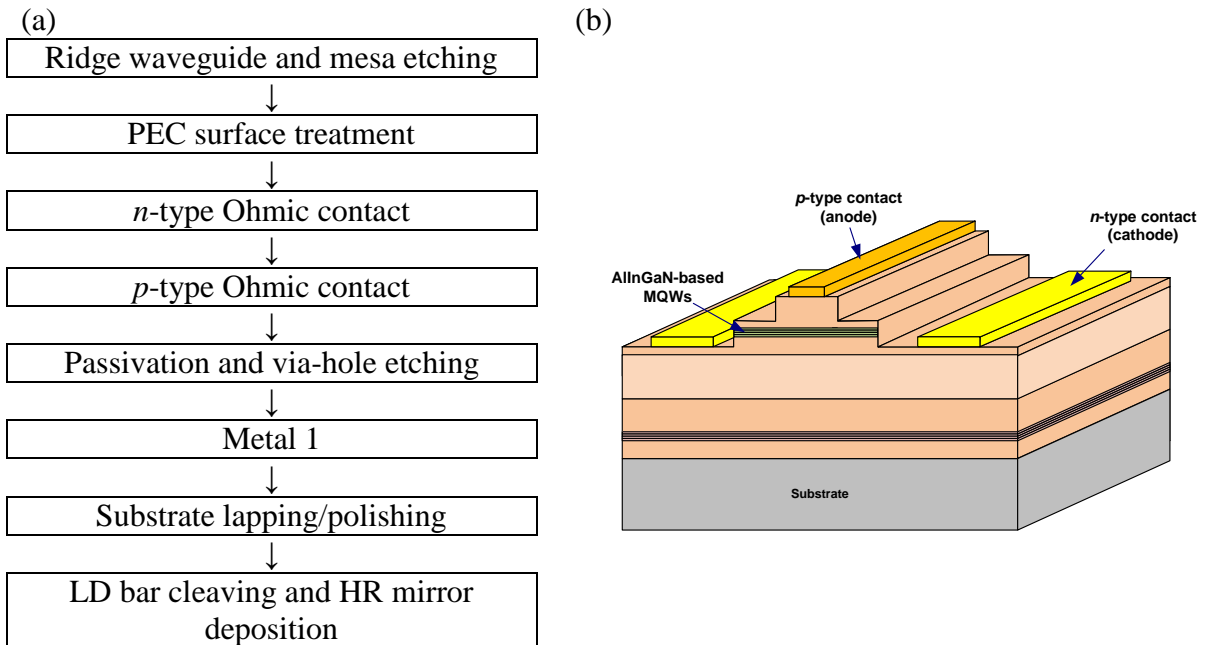 (a)
Ridge waveguide and mesa etching
↓
PEC surface treatment
↓
n-type Ohmic contact
↓
p-type Ohmic contact
↓
Passivation and via-hole etching
↓
Metal 1
↓
Substrate lapping/polishing
↓
LD bar cleaving and HR mirror
deposition
(b)
p-type contact
(anode)
n-type contact
(cathode)
AlInGaN-based
MQWs
Substrate